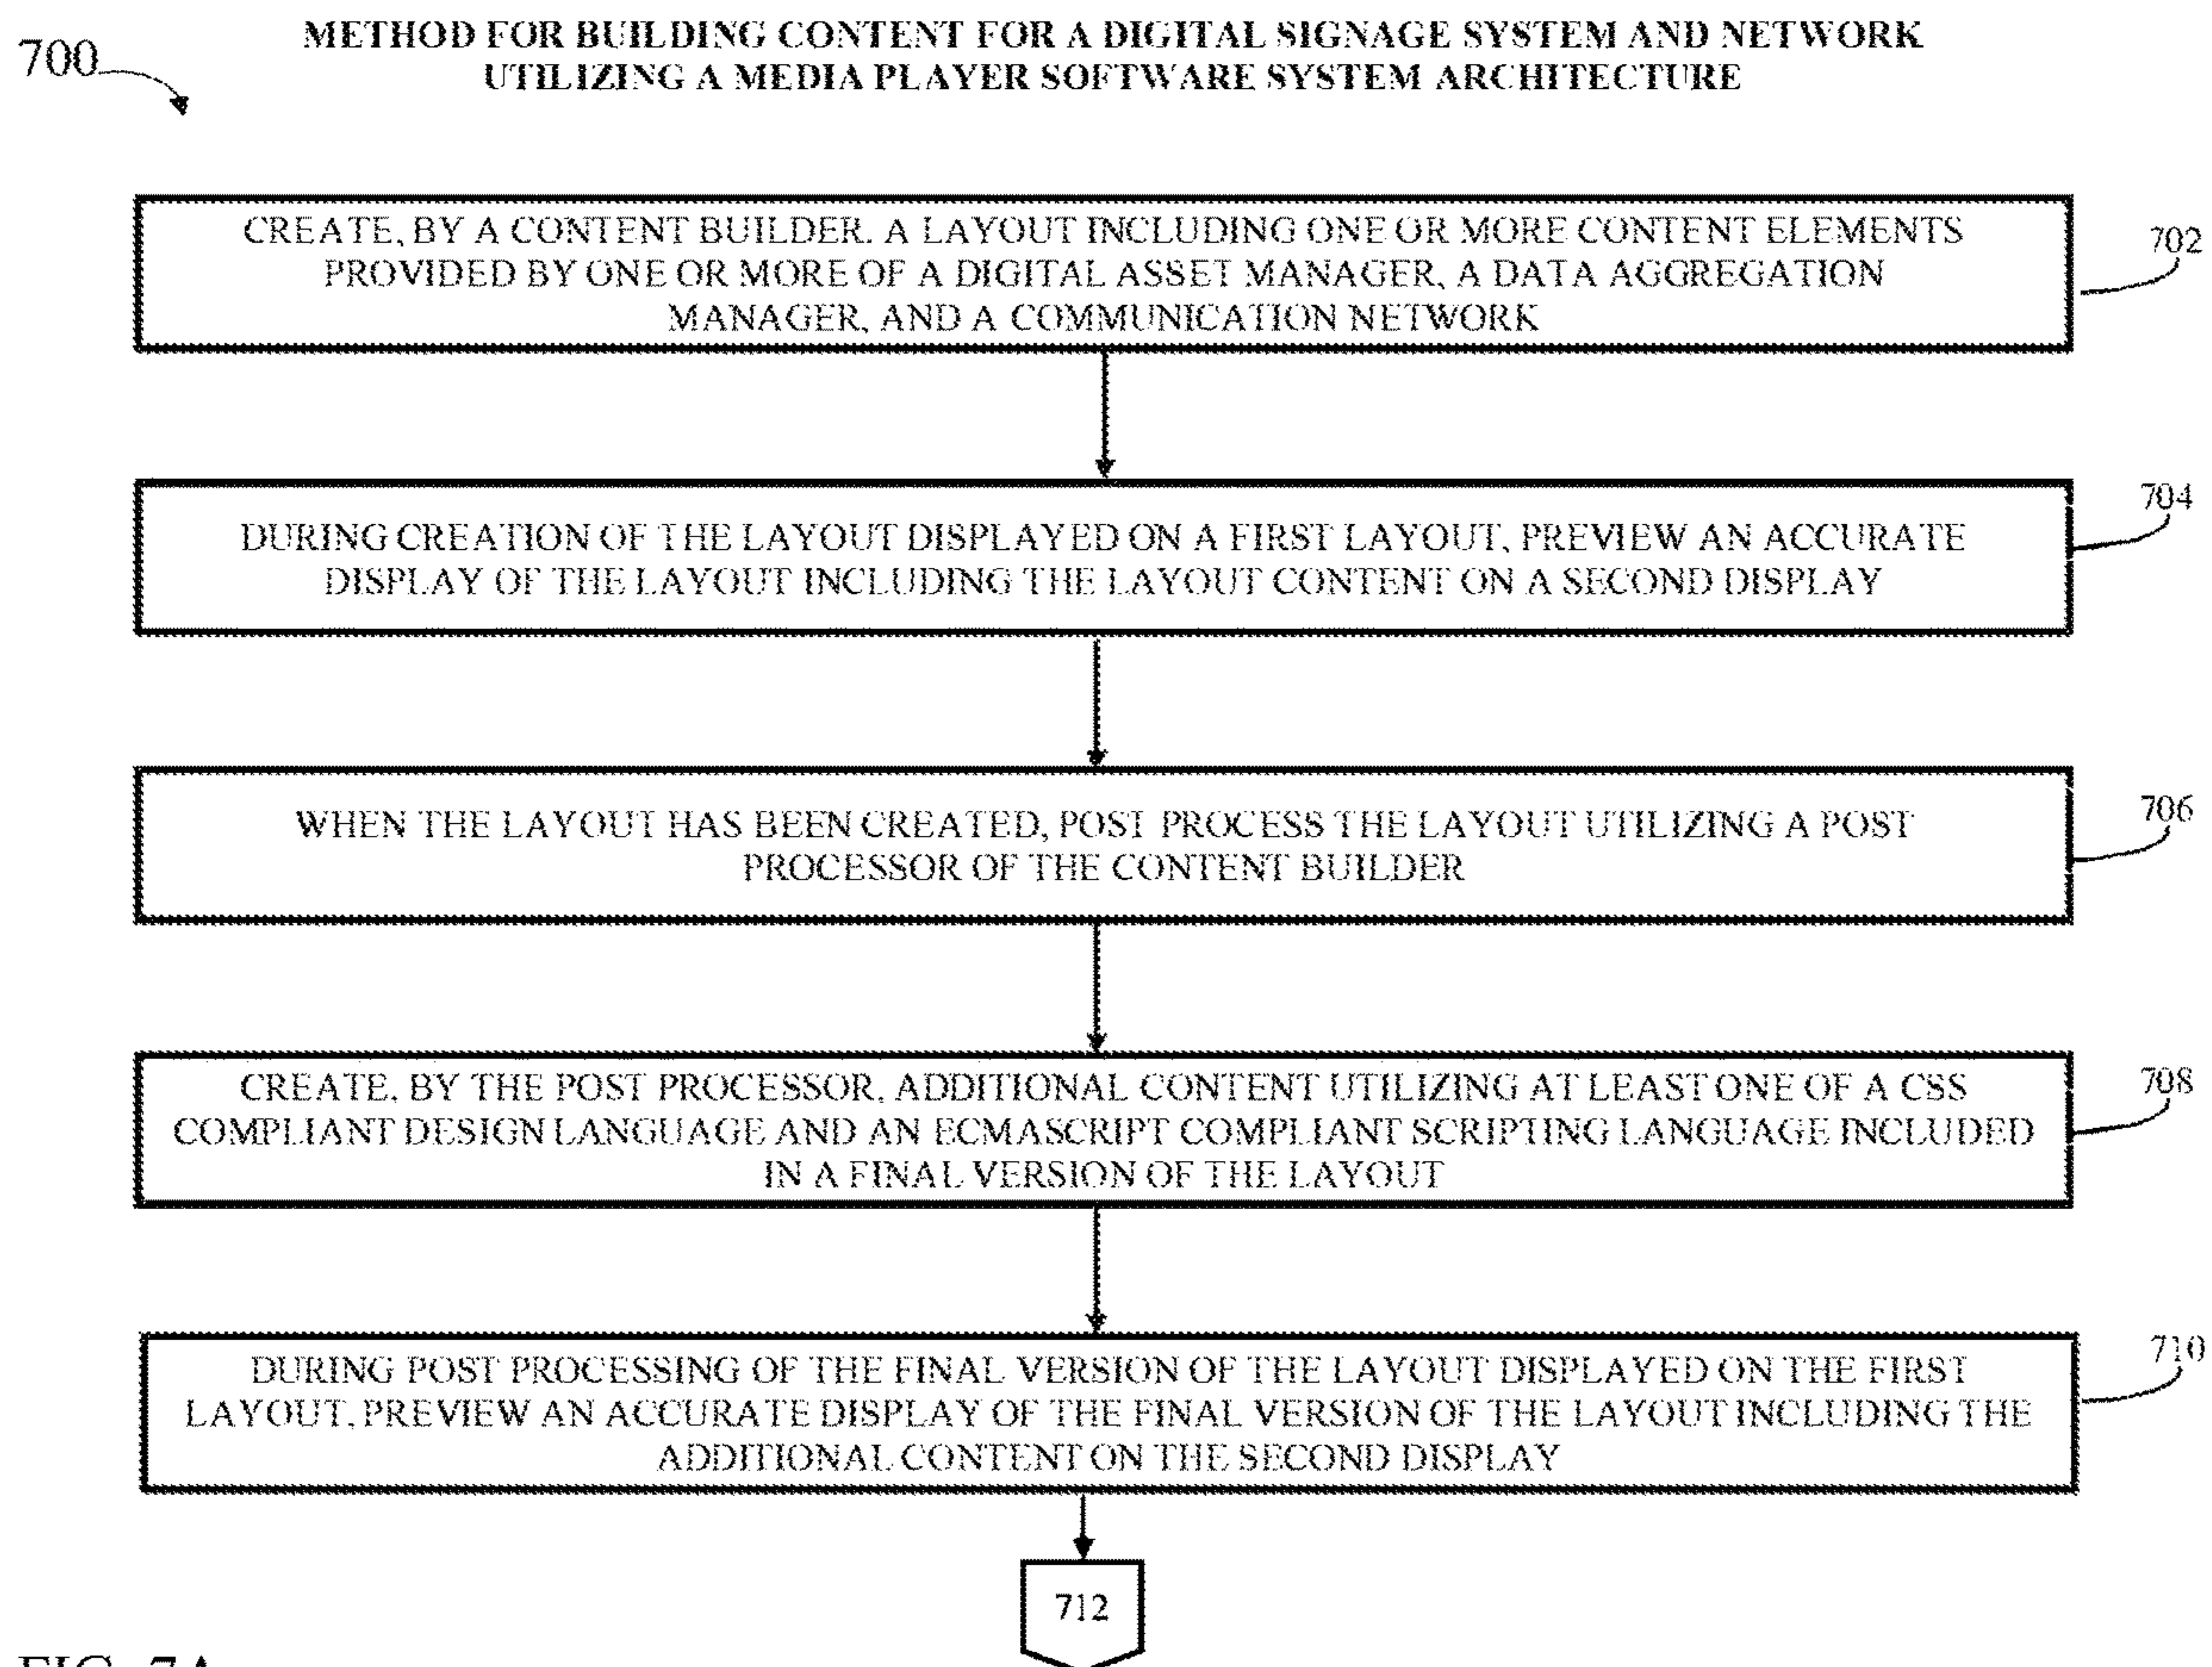 700
METHOD FOR BUILDING CONTENT FOR A DIGITAL SIGNAGE SYSTEM AND NETWORK
UTILIZING A MEDIA PLAYER SOFTWARE SYSTEM ARCHITECTURE
CREATE, BY A CONTENT BUILDER. A LAYOUT INCLUDING ONE OR MORE CONTENT ELEMENTS
PROVIDED BY ONE OR MORE OF A DIGITAL ASSET MANAGER, A DATA AGGREGATION
MANAGER, AND A COMMUNICATION NETWORK
702
DURING CREATION OF THE LAYOUT DISPLAYED ON A FIRST LAYOUT, PREVIEW AN ACCURATE
DISPLAY OF THE LAYOUT INCLUDING THE LAYOUT CONTENT ON A SECOND DISPLAY
704
WHEN THE LAYOUT HAS BEEN CREATED, POST PROCESS THE LAYOUT UTILIZING A POST
PROCESSOR OF THE CONTENT BUILDER
706
CREATE, BY THE POST PROCESSOR, ADDITIONAL CONTENT UTILIZING AT LEAST ONE OF A CSS
COMPLIANT DESIGN LANGUAGE AND AN ECMASCRIPT COMPLIANT SCRIPTING LANGUAGE INCLUDED
IN A FINAL VERSION OF THE LAYOUT
708
DURING POST PROCESSING OF THE FINAL VERSION OF THE LAYOUT DISPLAYED ON THE FIRST
LAYOUT, PREVIEW AN ACCURATE DISPLAY OF THE FINAL VERSION OF THE LAYOUT INCLUDING THE
ADDITIONAL CONTENT ON THE SECOND DISPLAY
710
712
FIG. 7A